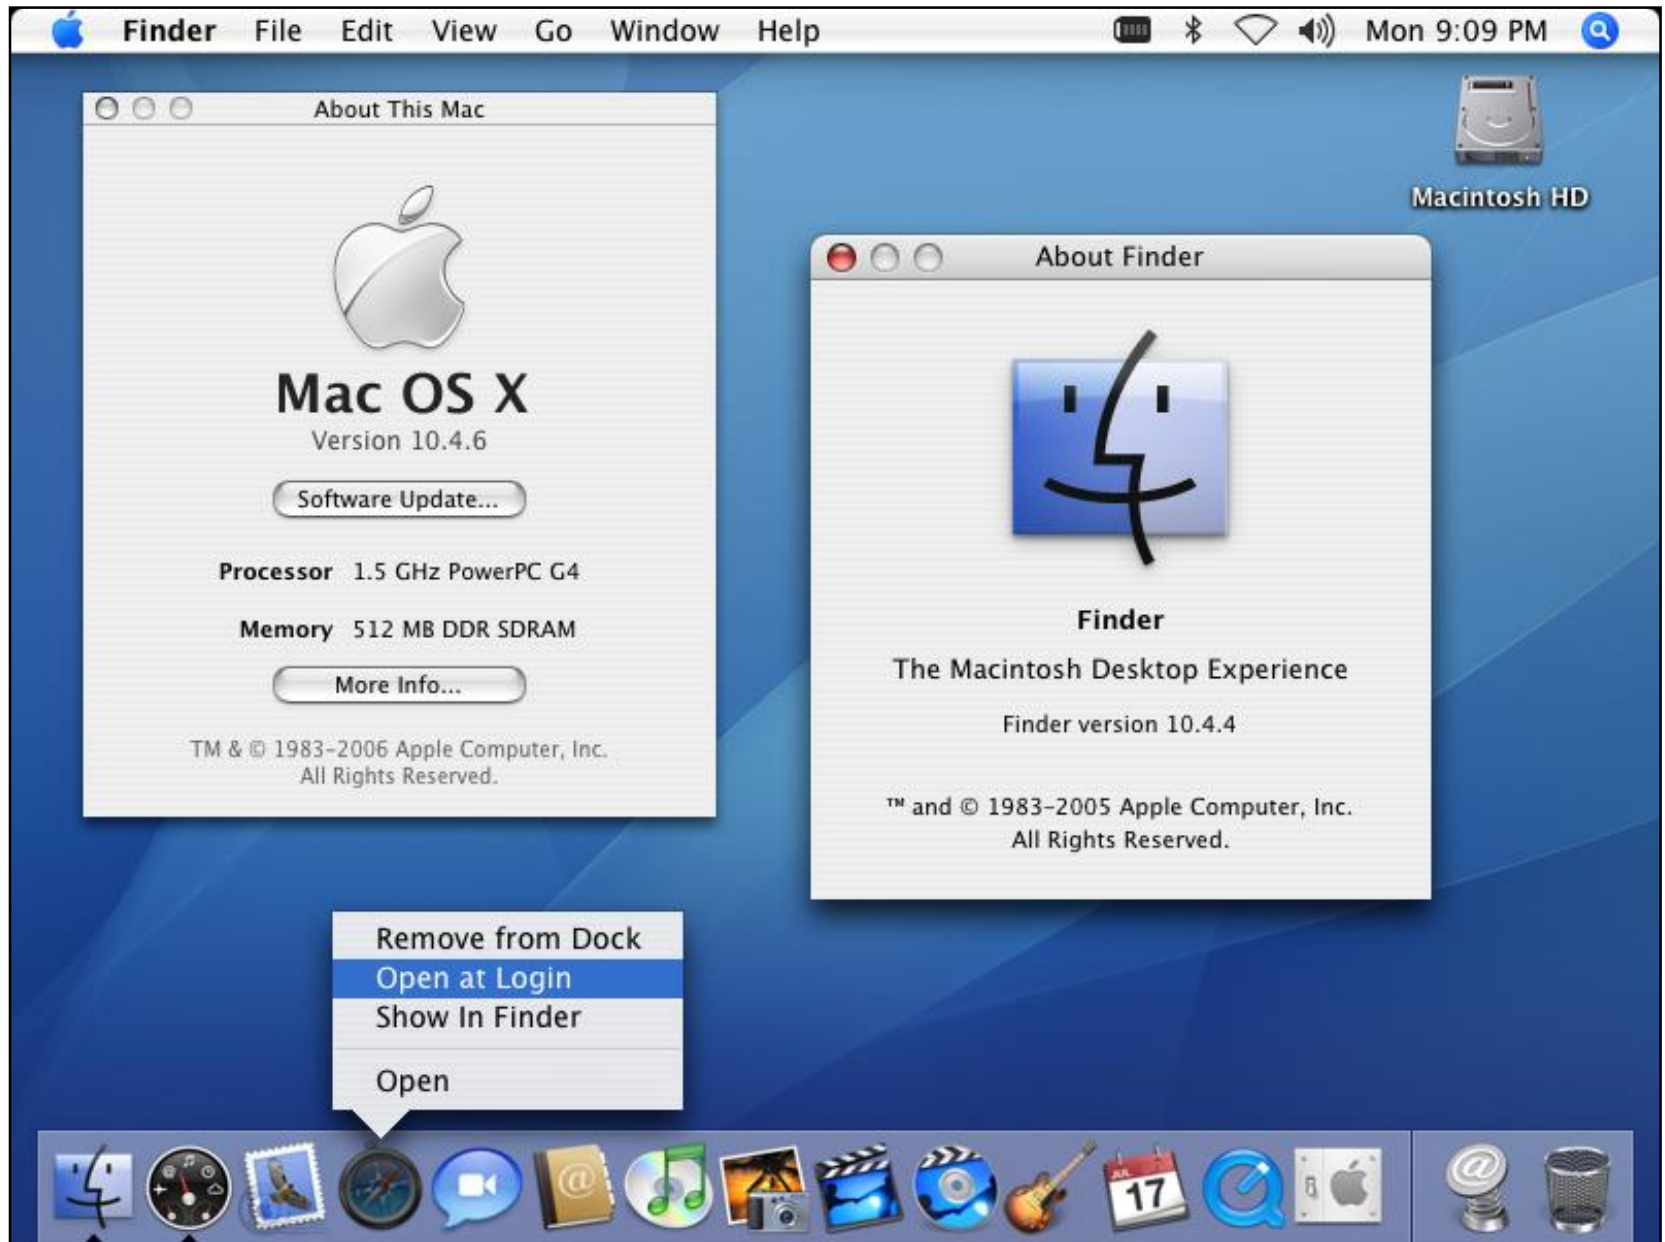 Finder File Edit View Go Window Help Mon 9:09 PM
Macintosh HD
About This Mac
Mac OS X
Version 10.4.6
Software Update...
Processor 1.5 GHz PowerPC G4
Memory 512 MB DDR SDRAM
More Info...
TM & © 1983-2006 Apple Computer, Inc.
All Rights Reserved.
About Finder
Finder
The Macintosh Desktop Experience
Finder version 10.4.4
™ and © 1983-2005 Apple Computer, Inc.
All Rights Reserved.
Remove from Dock
Open at Login
Show In Finder
Open
@
@
JUL
17
@